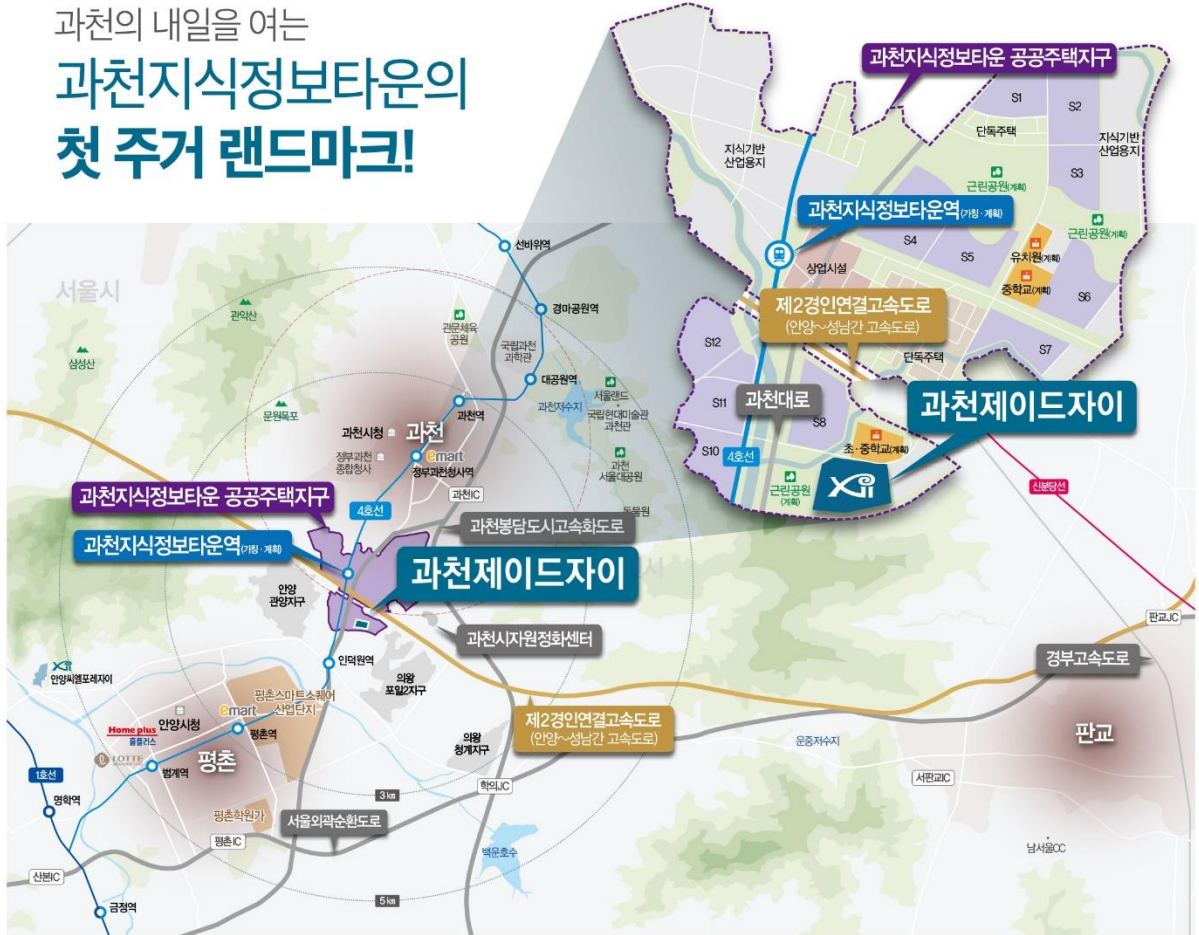 과천의 내일을 여는
과천지식정보타운의
첫 주거 랜드마크!
과천지식정보타운 공공주택지구
S1
S2
단독주택
지식기반
산업용지
지식기반
산업용지
S3
근린공원(계획)
과천지식정보타운역(가칭·계획)
근린공원(계획)
S4
S5
유치원(계획)
상업시설
중학교(계획)
S6
제2경인연결고속도로
(안양~성남간 고속도로)
S12
S7
단독주택
S11
과천대로
과천제이드자이
S8
초·중학교(계획)
S10
4호선
근린공원
(계획)
Xi
신분당선
서울시
관악산
삼성산
문원폭포
선바위역
경마공원역
관문체육
공원
국립과천
과학관
대공원역
서울랜드
국립현대미술관
과천관
과천저수지
과천역
과천시청
과천
정부과천
종합청사
emart
정부과천청사역
과천
서울대공원
동물원
과천IC
과천지식정보타운 공공주택지구
4호선
과천봉담도시고속화도로
과천지식정보타운역(가칭·계획)
과천제이드자이
시
안양
관양지구
과천시자원정화센터
인덕원역
의왕
포일2지구
판교JC
경부고속도로
Xi
안양씨엘포레자이
평촌스마트스퀘어
산업단지
emart
안양시청
Home plus
홈플러스
평촌역
제2경인연결고속도로
(안양~성남간 고속도로)
의왕
청계지구
운중저수지
판교
LOTTE
범계역
평촌
서판교IC
1호선
명학역
학의JC
3km
평촌학원가
서울외곽순환도로
평촌IC
백운호수
남서울CC
산본IC
5km
금정역